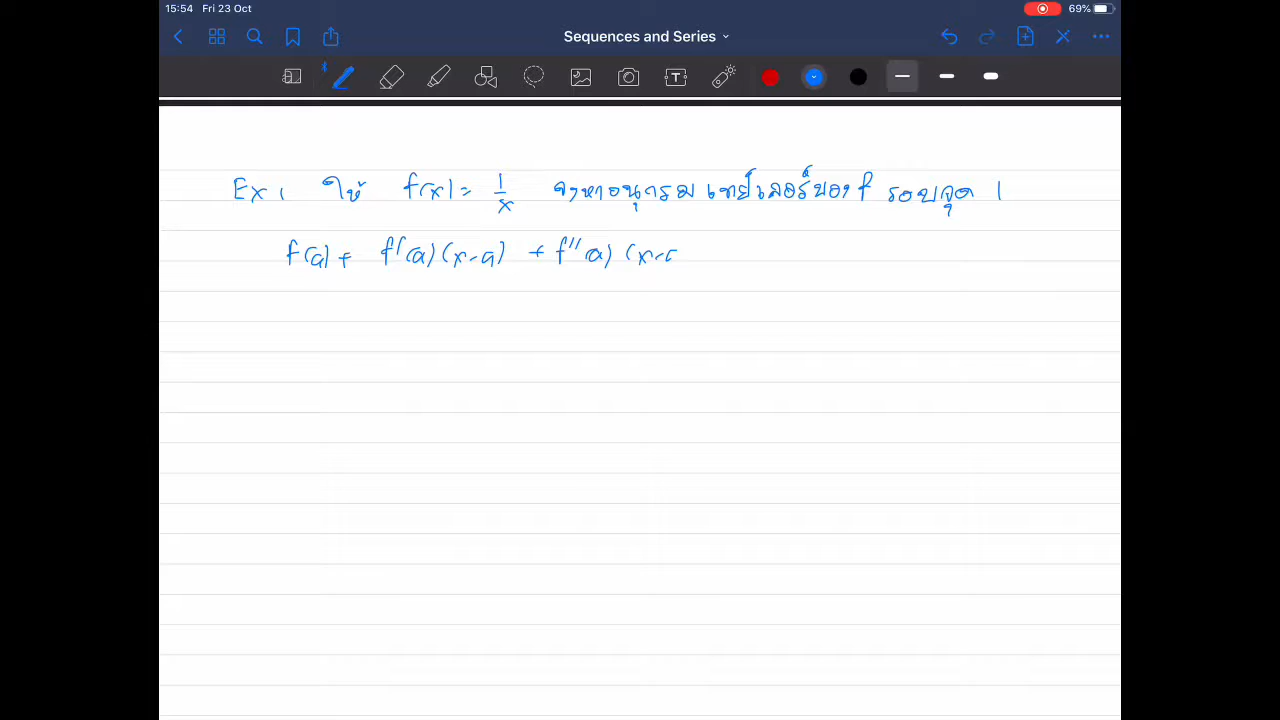 15:54 Fri 23 Oct 69%
Sequences and Series
T
Ex 1 ให้ f(x) = 1/x จงหาอนุกรมเทย์เลอร์ของ f รอบจุด 1
f(a) + f'(a)(x-a) + f''(a) (x-a